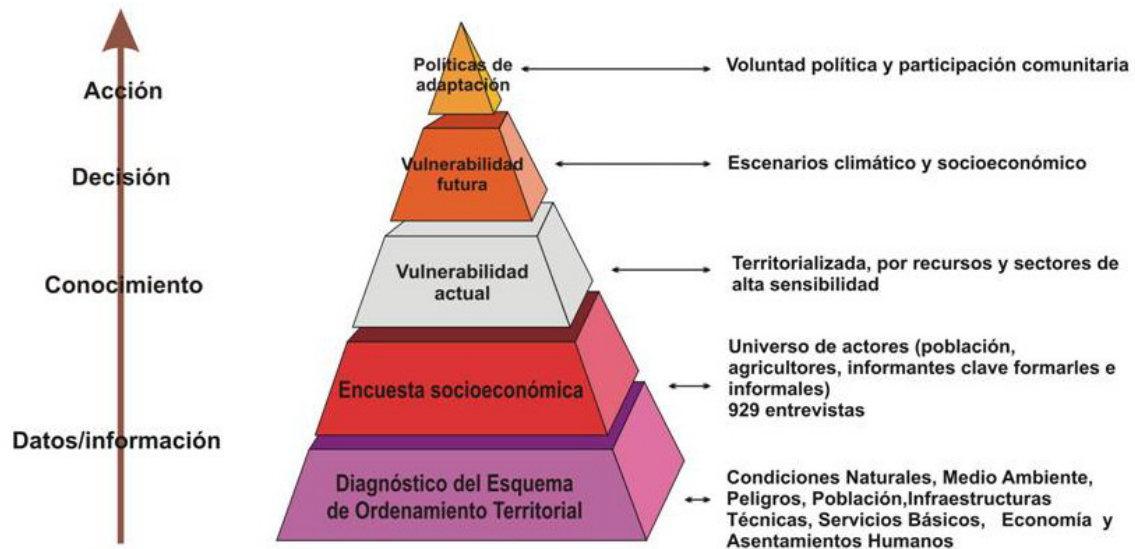 Acción
Decisión
Conocimiento
Datos/información
Políticas de
adaptación
Voluntad política y participación comunitaria
Vulnerabilidad
futura
Escenarios climático y socioeconómico
Vulnerabilidad
actual
Territorializada, por recursos y sectores de
alta sensibilidad
Encuesta socioeconómica
Universo de actores (población,
agricultores, informantes clave formarles e
informales)
929 entrevistas
Diagnóstico del Esquema
de Ordenamiento Territorial
Condiciones Naturales, Medio Ambiente,
Peligros, Población,Infraestructuras
Técnicas, Servicios Básicos, Economía y
Asentamientos Humanos